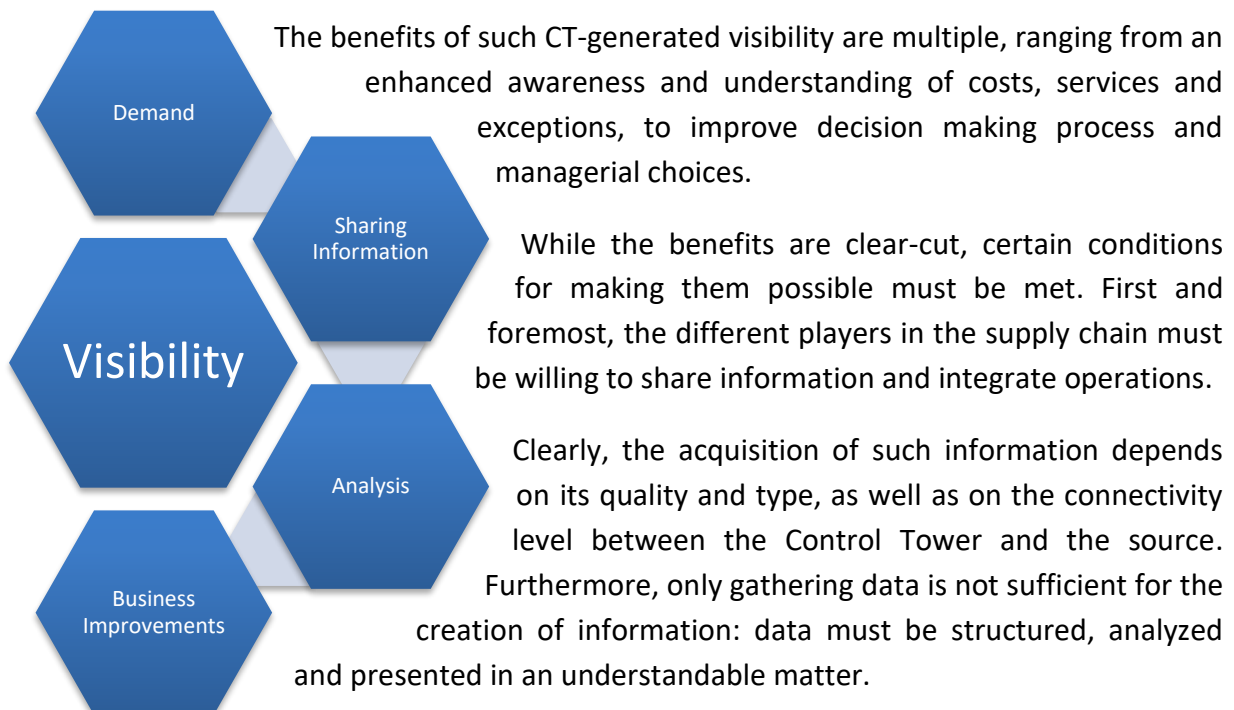 Demand
Sharing
Information
Visibility
Analysis
Business
Improvements
The benefits of such CT-generated visibility are multiple, ranging from an
enhanced awareness and understanding of costs, services and
exceptions, to improve decision making process and
managerial choices.
While the benefits are clear-cut, certain conditions
for making them possible must be met. First and
foremost, the different players in the supply chain must
be willing to share information and integrate operations.
Clearly, the acquisition of such information depends
on its quality and type, as well as on the connectivity
level between the Control Tower and the source.
Furthermore, only gathering data is not sufficient for the
creation of information: data must be structured, analyzed
and presented in an understandable matter.